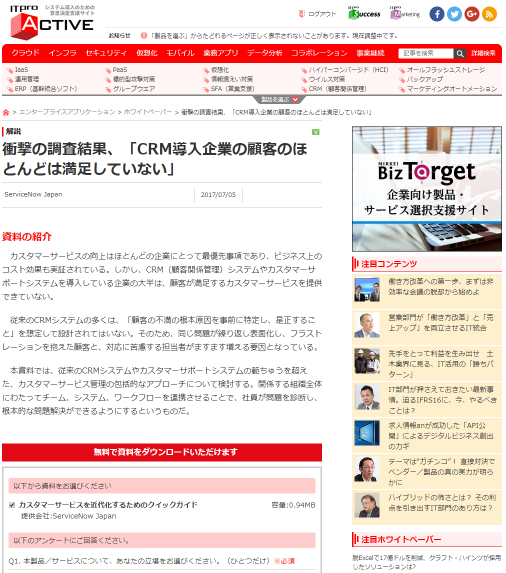 ITpro
ACTIVE
システム導入のための
意思決定支援サイト
ログアウト
ITpro
Success
ITpro
Marketing
お知らせ
「製品を選ぶ」からたどれるページが正しく表示されないことがあります。現在調整中です。
クラウド インフラ セキュリティ 仮想化 モバイル 業務アプリ データ分析 コラボレーション 事業継続 記事を検索 詳細検索
IaaS PaaS 仮想化 ハイパーコンバージド（HCI） オールフラッシュストレージ
運用管理 標的型攻撃対策 情報漏えい対策 ウイルス対策 バックアップ
ERP（基幹統合ソフト） グループウエア SFA（営業支援） CRM（顧客管理） マーケティングオートメーション
製品を選ぶ
> エンタープライズアプリケーション > ホワイトペーパー > 衝撃の調査結果、「CRM導入企業の顧客のほとんどは満足していない」
解説
衝撃の調査結果、「CRM導入企業の顧客のほ
とんどは満足していない」
ServiceNow Japan
2017/07/05
資料の紹介
カスタマーサービスの向上はほとんどの企業にとって最優先事項であり、ビジネス上の
コスト効果も実証されている。しかし、CRM（顧客関係管理）システムやカスタマーサ
ポートシステムを導入している企業の大半は、顧客が満足するカスタマーサービスを提供
できていない。
従来のCRMシステムの多くは、「顧客の不満の根本原因を事前に特定し、是正するこ
と」を想定して設計されてはいない。そのため、同じ問題が繰り返し表面化し、フラスト
レーションを抱えた顧客と、対応に苦慮する担当者がますます増える要因となっている。
本資料では、従来のCRMシステムやカスタマサポートシステムの範ちゅうを超え
た、カスタマーサービス管理の包括的なアプローチについて検討する。関係する組織全体
にわたってチーム、システム、ワークフローを連携させることで、社員が問題を診断し、
根本的な問題解決ができるようにするというものだ。
無料で資料をダウンロードいただけます
以下から資料をお選びください
カスタマーサービスを近代化するためのクイックガイド 容量:0.94MB
提供会社:ServiceNow Japan
以下のアンケートにご回答ください。
Q1. 本製品／サービスについて、あなたの立場をお選びください。（ひとつだけ）※必須
NIKKEI
BizTarget
企業向け製品・
サービス選択支援サイト
注目コンテンツ
働き方改革への第一歩、まずは非
効率な会議の脱却から始めよ
営業部門が「働き方改革」と「売
上アップ」を両立させるIT統合
先手をとって利益を生み出せ 土
木業界に見る、IT活用の「勝ちパ
ターン」
IT部門が押さえておきたい最新事
情。迫るIFRS16に、今、やるべき
ことは？
求人情報anが成功した「API公
開」によるデジタルビジネス創出
のカギ
テーマは“ガチンコ”！ 直接対決で
ベンダー／製品の真の実力が明ら
かに
ハイブリッドの怖さとは？ その利
点を引き出すIT部門のあり方は？
注目ホワイトペーパー
脱Excelで17億ドルを削減、クラフト・ハインツが採用
したソリューションは？